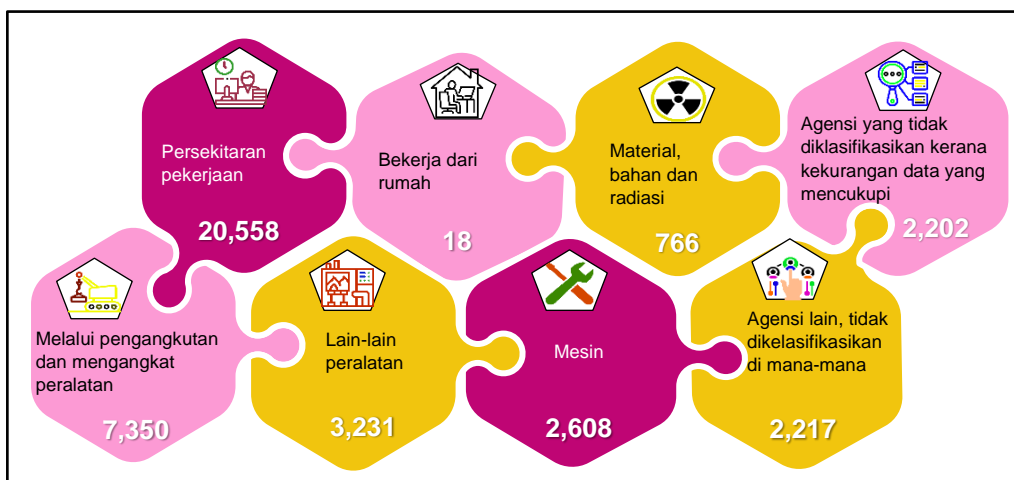 Persekitaran
pekerjaan
20,558
Bekerja dari
rumah
18
Material,
bahan dan
radiasi
766
Agensi yang tidak
diklasifikasikan kerana
kekurangan data yang
mencukupi
2,202
Melalui pengangkutan
dan mengangkat
peralatan
7,350
Lain-lain
peralatan
3,231
Mesin
2,608
Agensi lain, tidak
dikelasifikasikan
di mana-mana
2,217